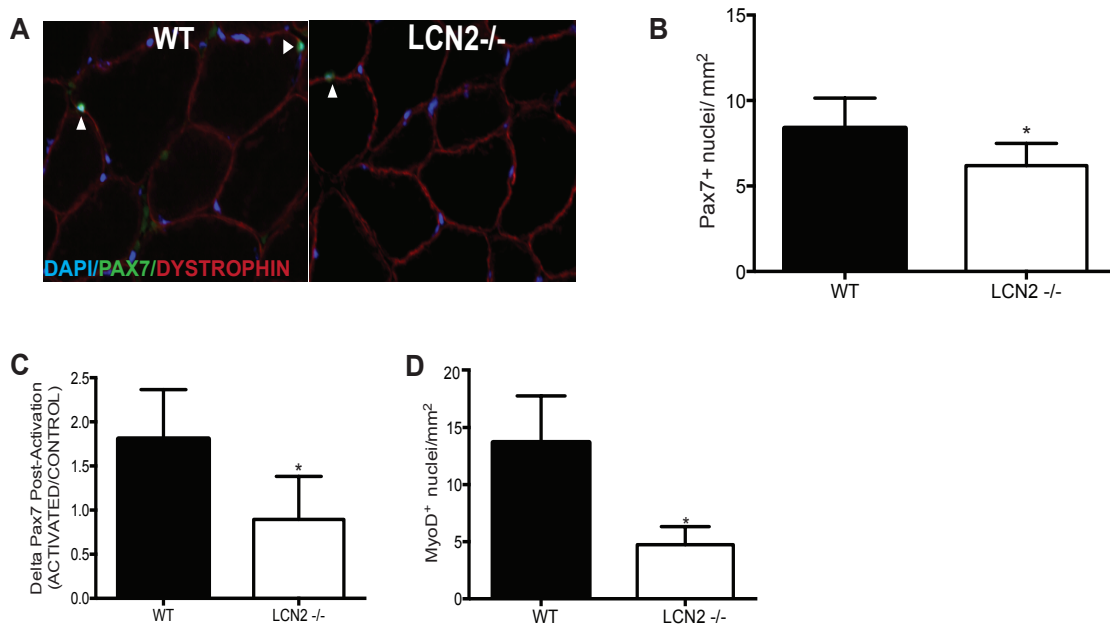 A
WT
LCN2-/-
DAPI/PAX7/DYSTROPHIN
B
Pax7+ nuclei/ mm²
15
10
5
0
*
WT
LCN2 -/-
C
Delta Pax7 Post-Activation
(ACTIVATED/CONTROL)
2.5
2.0
1.5
1.0
0.5
0.0
*
WT
LCN2 -/-
D
MyoD⁺ nuclei/mm²
20
15
10
5
0
*
WT
LCN2 -/-